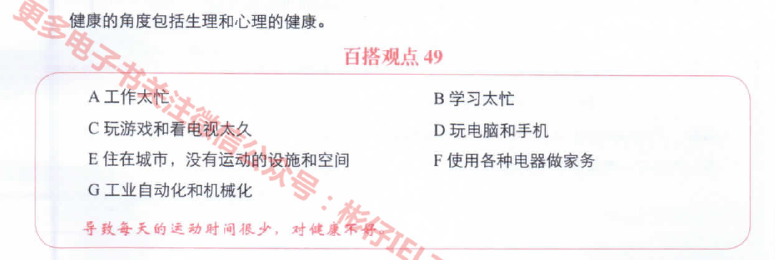 健康的角度包括生理和心理的健康。
百搭观点 49
A 工作太忙
B 学习太忙
C 玩游戏和看电视太久
D 玩电脑和手机
E 住在城市，没有运动的设施和空间
F 使用各种电器做家务
G 工业自动化和机械化
导致每天的运动时间很少，对健康不好。
更多电子书关注微信公众号：彬仔IEL